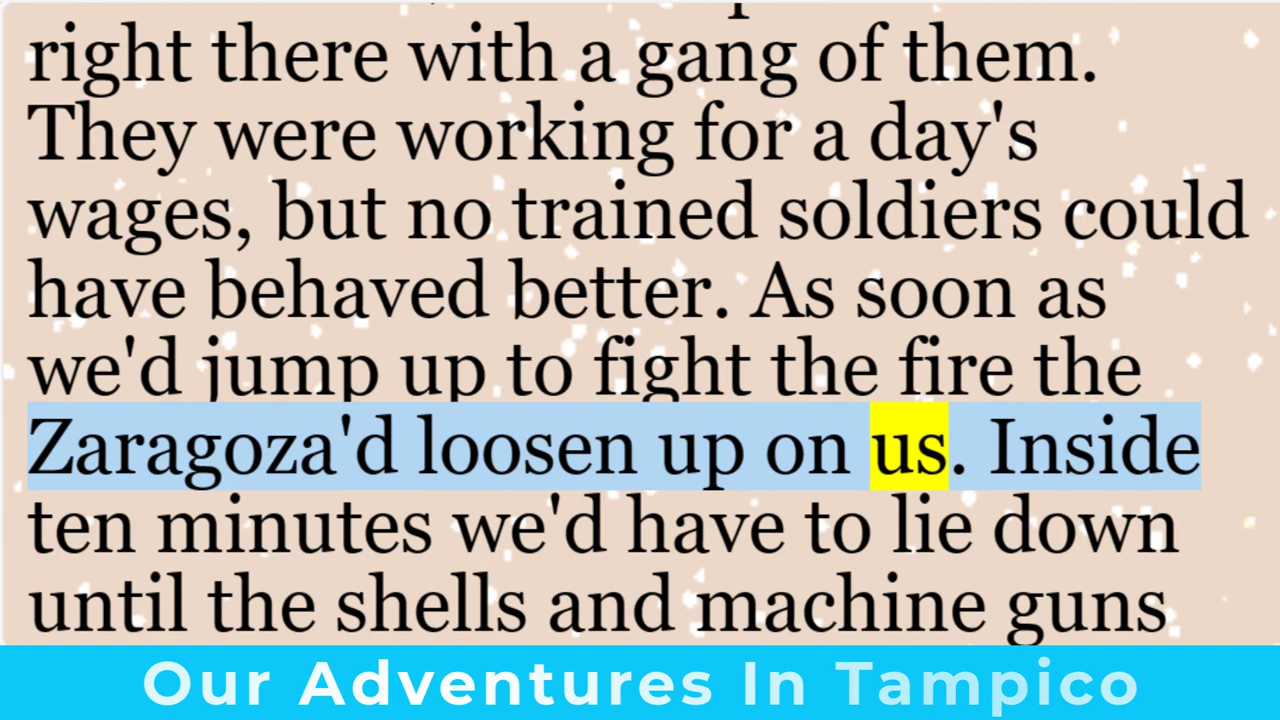 right there with a gang of them.
They were working for a day's
wages, but no trained soldiers could
have behaved better. As soon as
we'd jump up to fight the fire the
Zaragoza'd loosen up on us. Inside
ten minutes we'd have to lie down
until the shells and machine guns
Our Adventures In Tampico